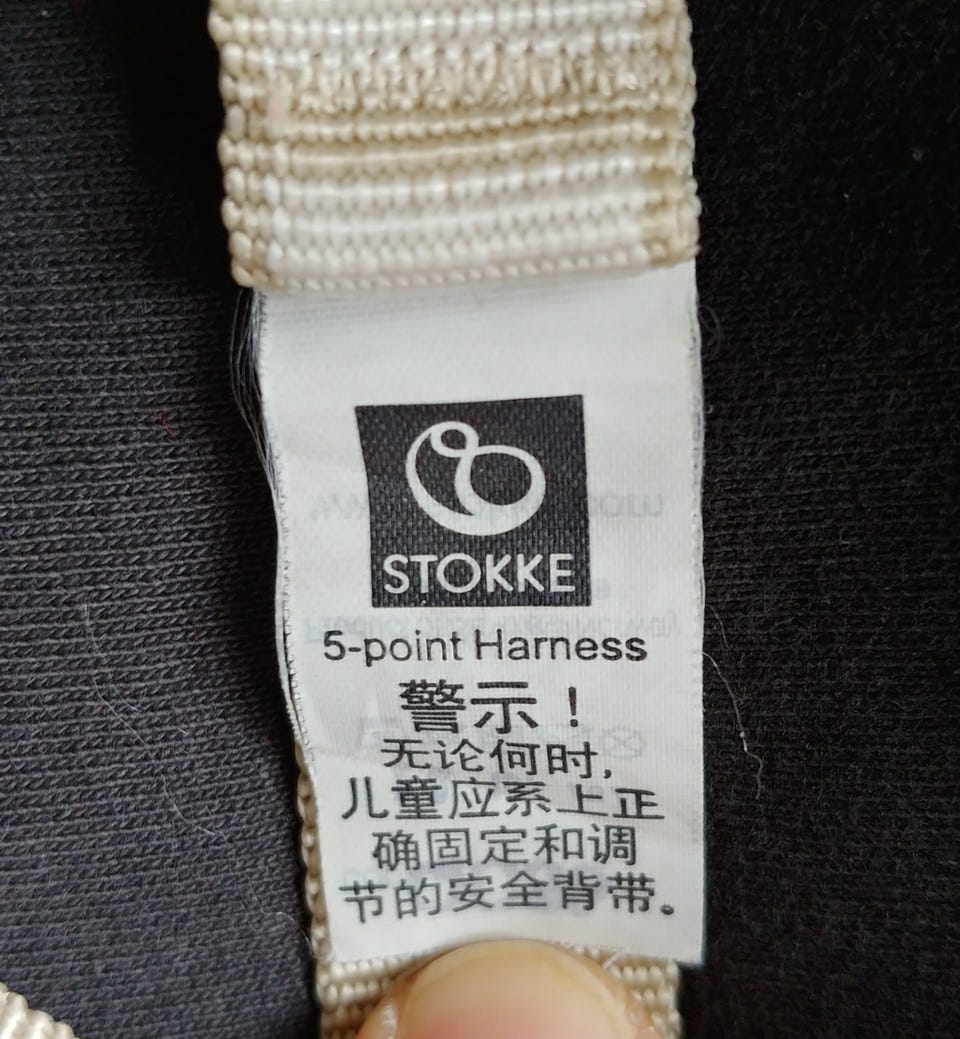 STOKKE
5-point Harness
警示！
无论何时,
儿童应系上正
确固定和调
节的安全背带。